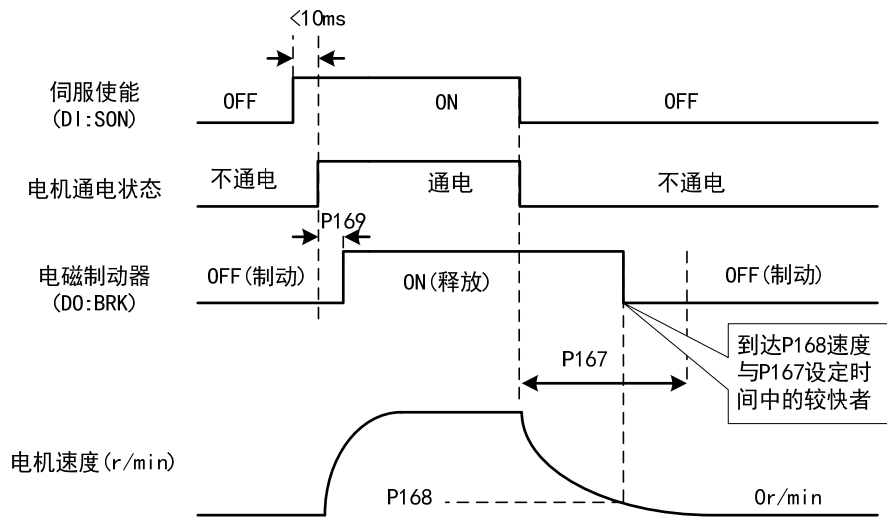 <10ms
伺服使能
(DI:SON)
OFF
ON
OFF
电机通电状态
不通电
通电
不通电
P169
电磁制动器
(DO:BRK)
OFF(制动)
ON(释放)
OFF(制动)
P167
到达P168速度
与P167设定时
间中的较快者
电机速度(r/min)
P168
0r/min